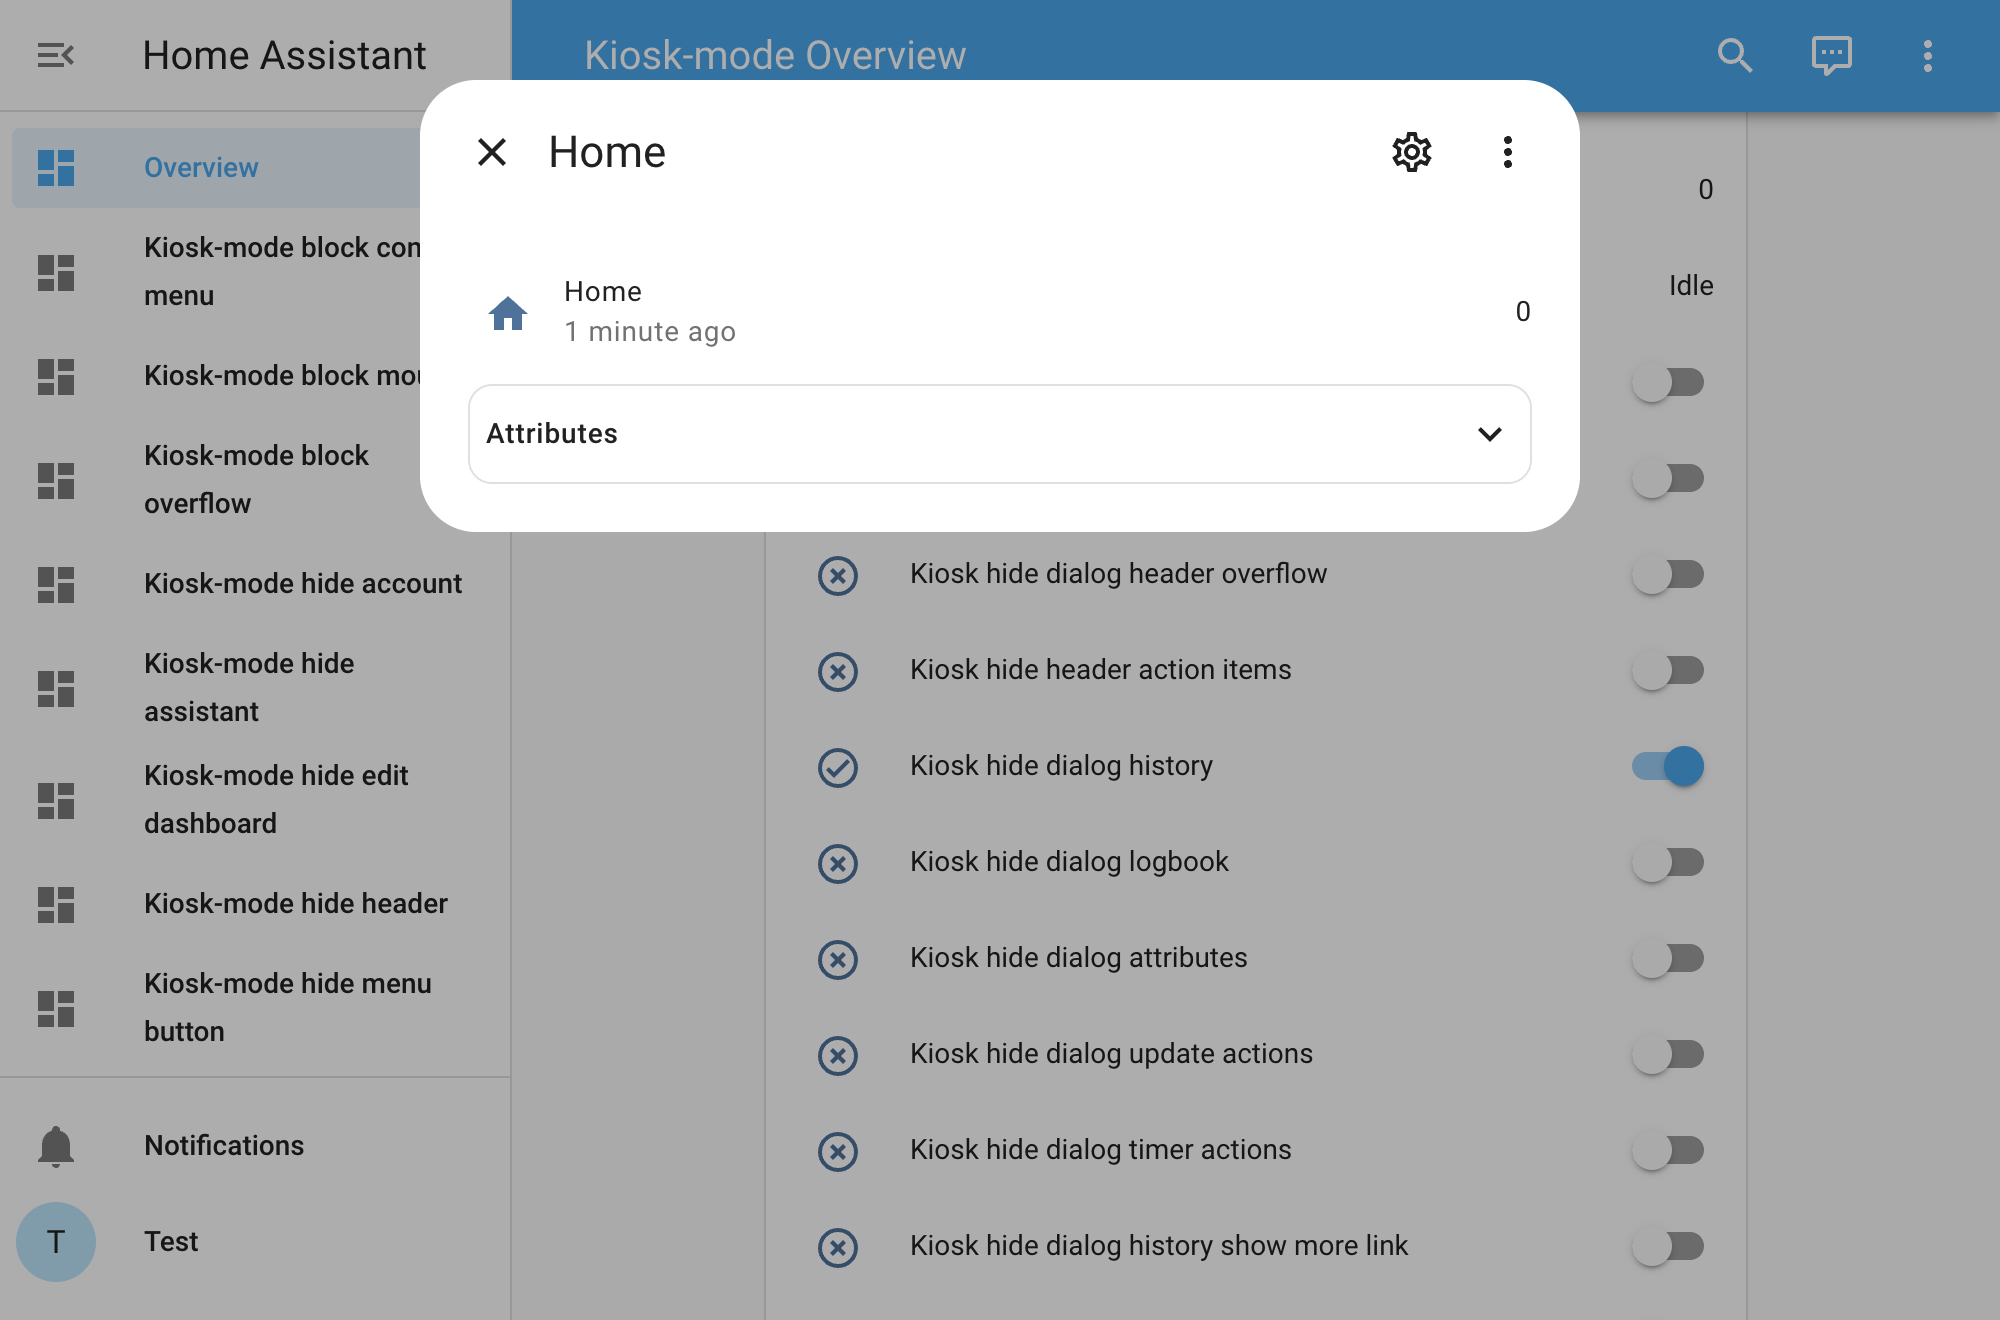 Home Assistant
Kiosk-mode Overview
Overview
Kiosk-mode block con
menu
Kiosk-mode block mou
Kiosk-mode block
overflow
Kiosk-mode hide account
Kiosk-mode hide
assistant
Kiosk-mode hide edit
dashboard
Kiosk-mode hide header
Kiosk-mode hide menu
button
Notifications
T
Test
Home
Home
1 minute ago
0
Attributes
0
Idle
Kiosk hide dialog header overflow
Kiosk hide header action items
Kiosk hide dialog history
Kiosk hide dialog logbook
Kiosk hide dialog attributes
Kiosk hide dialog update actions
Kiosk hide dialog timer actions
Kiosk hide dialog history show more link